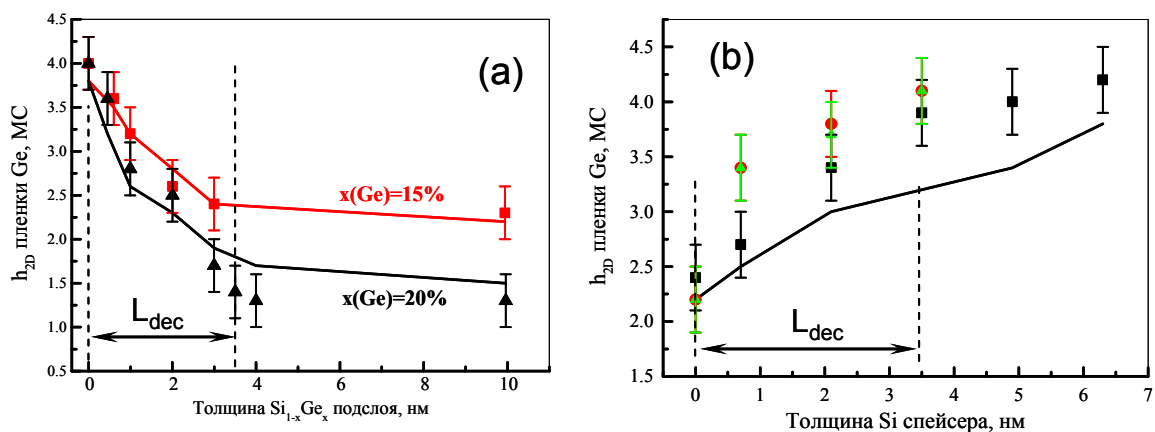 (a)
h2D пленки Ge, МС
4.5
4.0
3.5
3.0
2.5
2.0
1.5
1.0
0.5
x(Ge)=15%
x(Ge)=20%
Ldec
0 2 4 6 8 10
Толщина Si1-xGex подслоя, нм
(b)
h2D пленки Ge, МС
4.5
4.0
3.5
3.0
2.5
2.0
1.5
Ldec
0 1 2 3 4 5 6 7
Толщина Si спейсера, нм